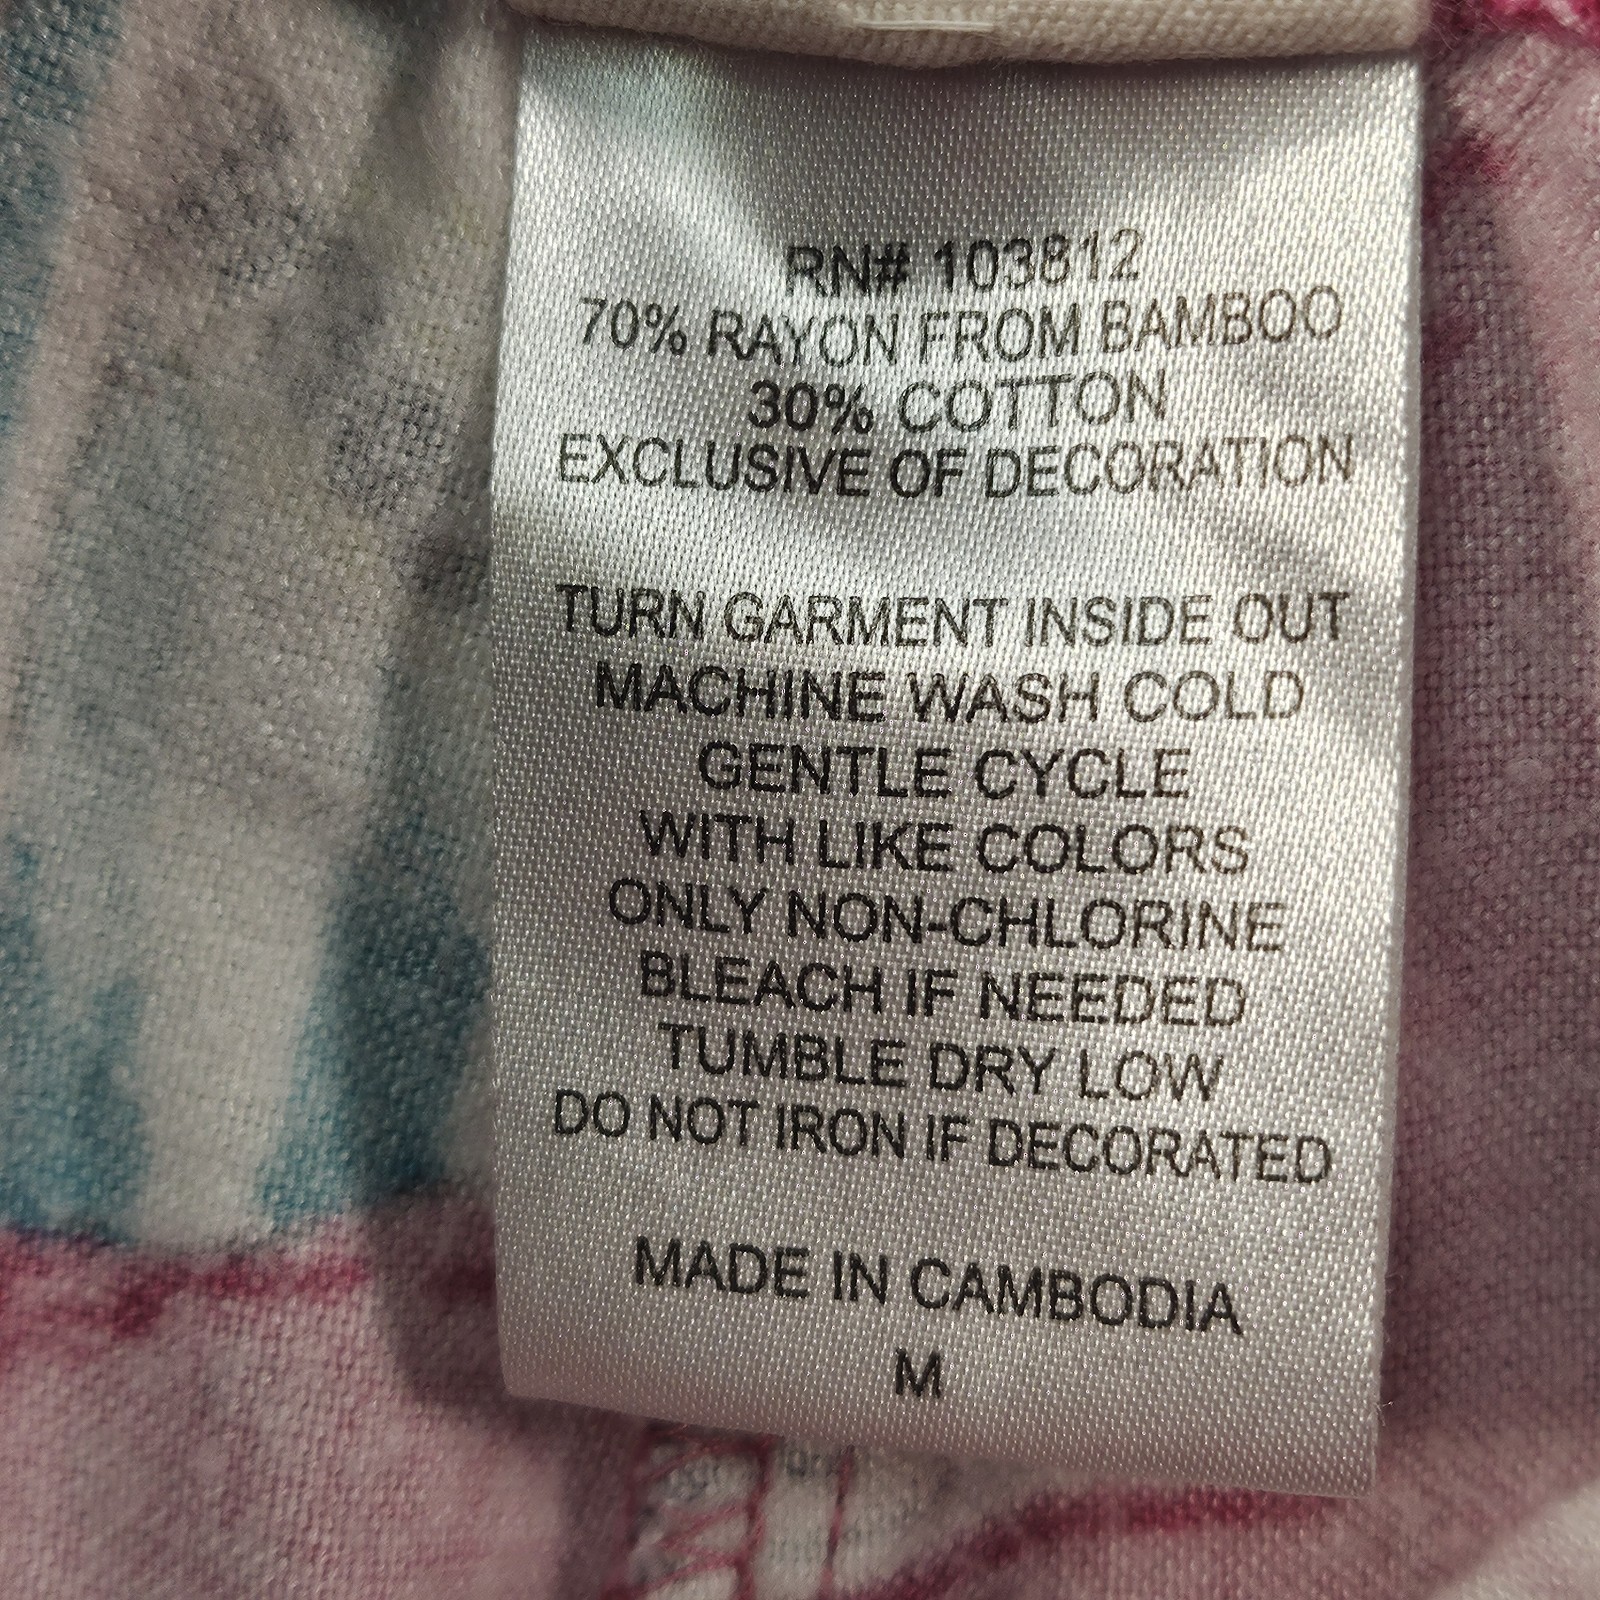 RN# 103812
70% RAYON FROM BAMBOO
30% COTTON
EXCLUSIVE OF DECORATION
TURN GARMENT INSIDE OUT
MACHINE WASH COLD
GENTLE CYCLE
WITH LIKE COLORS
ONLY NON-CHLORINE
BLEACH IF NEEDED
TUMBLE DRY LOW
DO NOT IRON IF DECORATED
MADE IN CAMBODIA
M